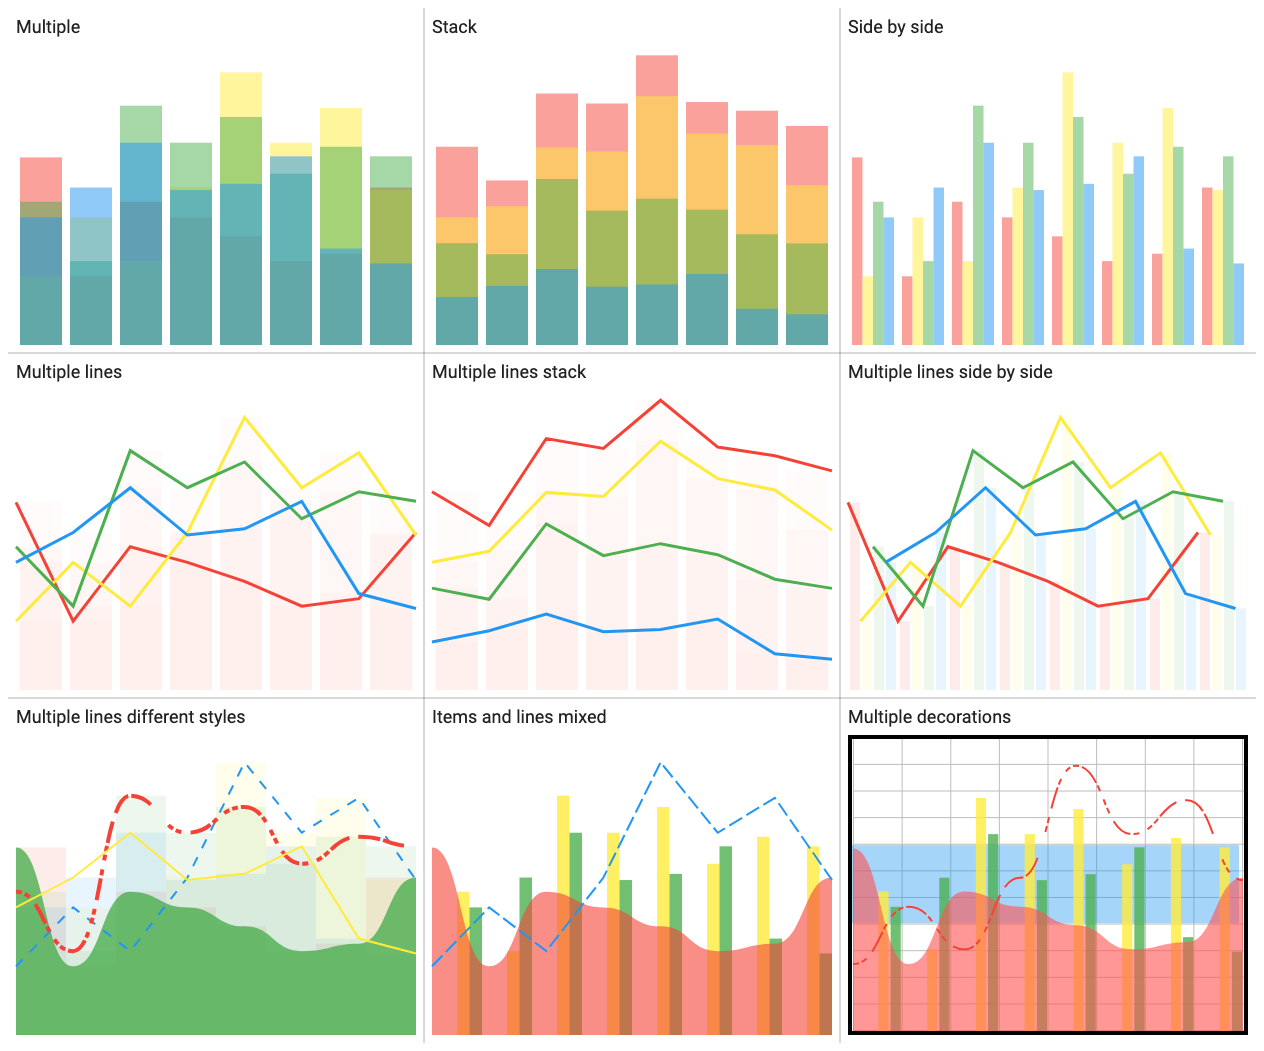 Multiple
Stack
Side by side
Multiple lines
Multiple lines stack
Multiple lines side by side
Multiple lines different styles
Items and lines mixed
Multiple decorations